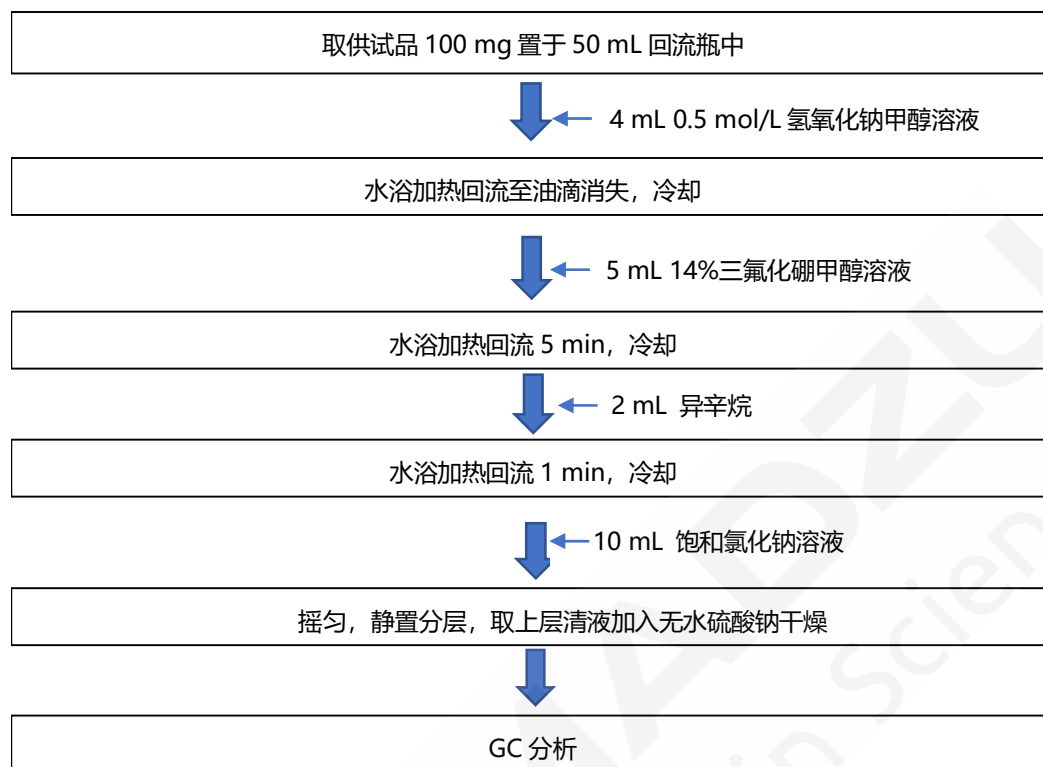 取供试品 100 mg 置于 50 mL 回流瓶中
4 mL 0.5 mol/L 氢氧化钠甲醇溶液
水浴加热回流至油滴消失，冷却
5 mL 14%三氟化硼甲醇溶液
水浴加热回流 5 min，冷却
2 mL 异辛烷
水浴加热回流 1 min，冷却
10 mL 饱和氯化钠溶液
摇匀，静置分层，取上层清液加入无水硫酸钠干燥
GC 分析